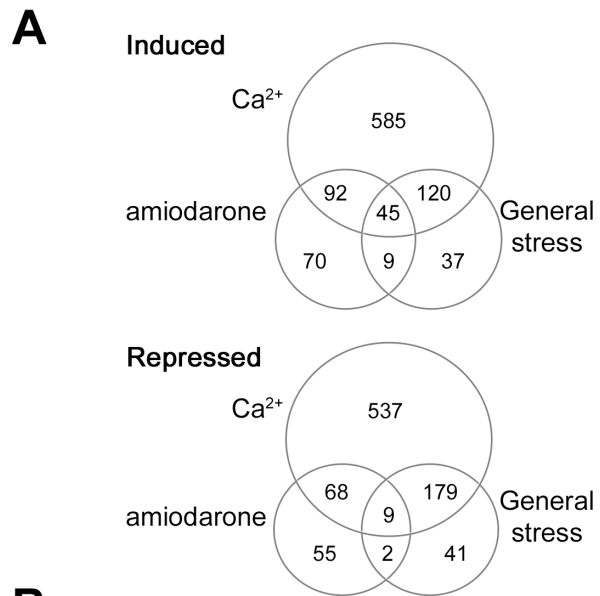 A
Induced
Ca²⁺
585
92
120
45
amiodarone
General
stress
70
9
37
Repressed
Ca²⁺
537
68
179
9
amiodarone
General
stress
55
2
41